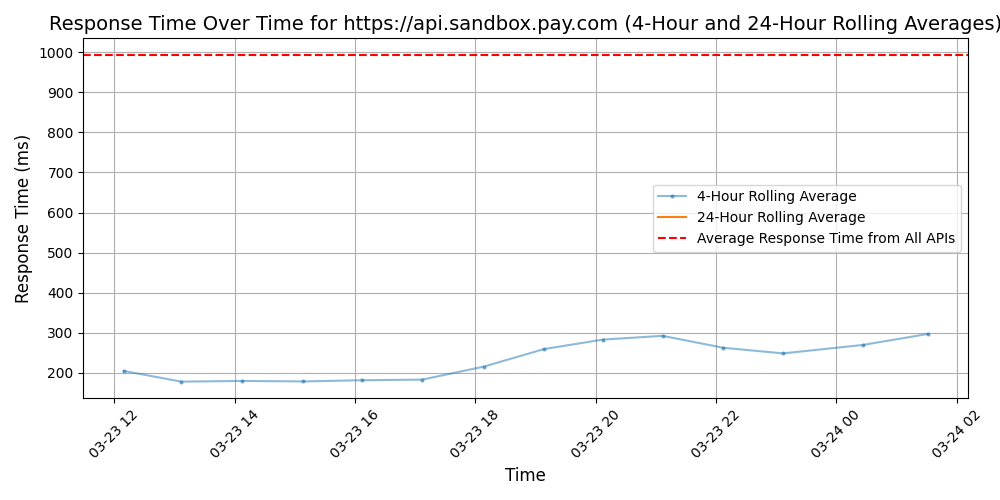 Response Time Over Time for https://api.sandbox.pay.com (4-Hour and 24-Hour Rolling Averages)
Response Time (ms)
1000
900
800
700
600
500
400
300
200
4-Hour Rolling Average
24-Hour Rolling Average
Average Response Time from All APIs
03-23 12
03-23 14
03-23 16
03-23 18
03-23 20
03-23 22
03-24 00
03-24 02
Time